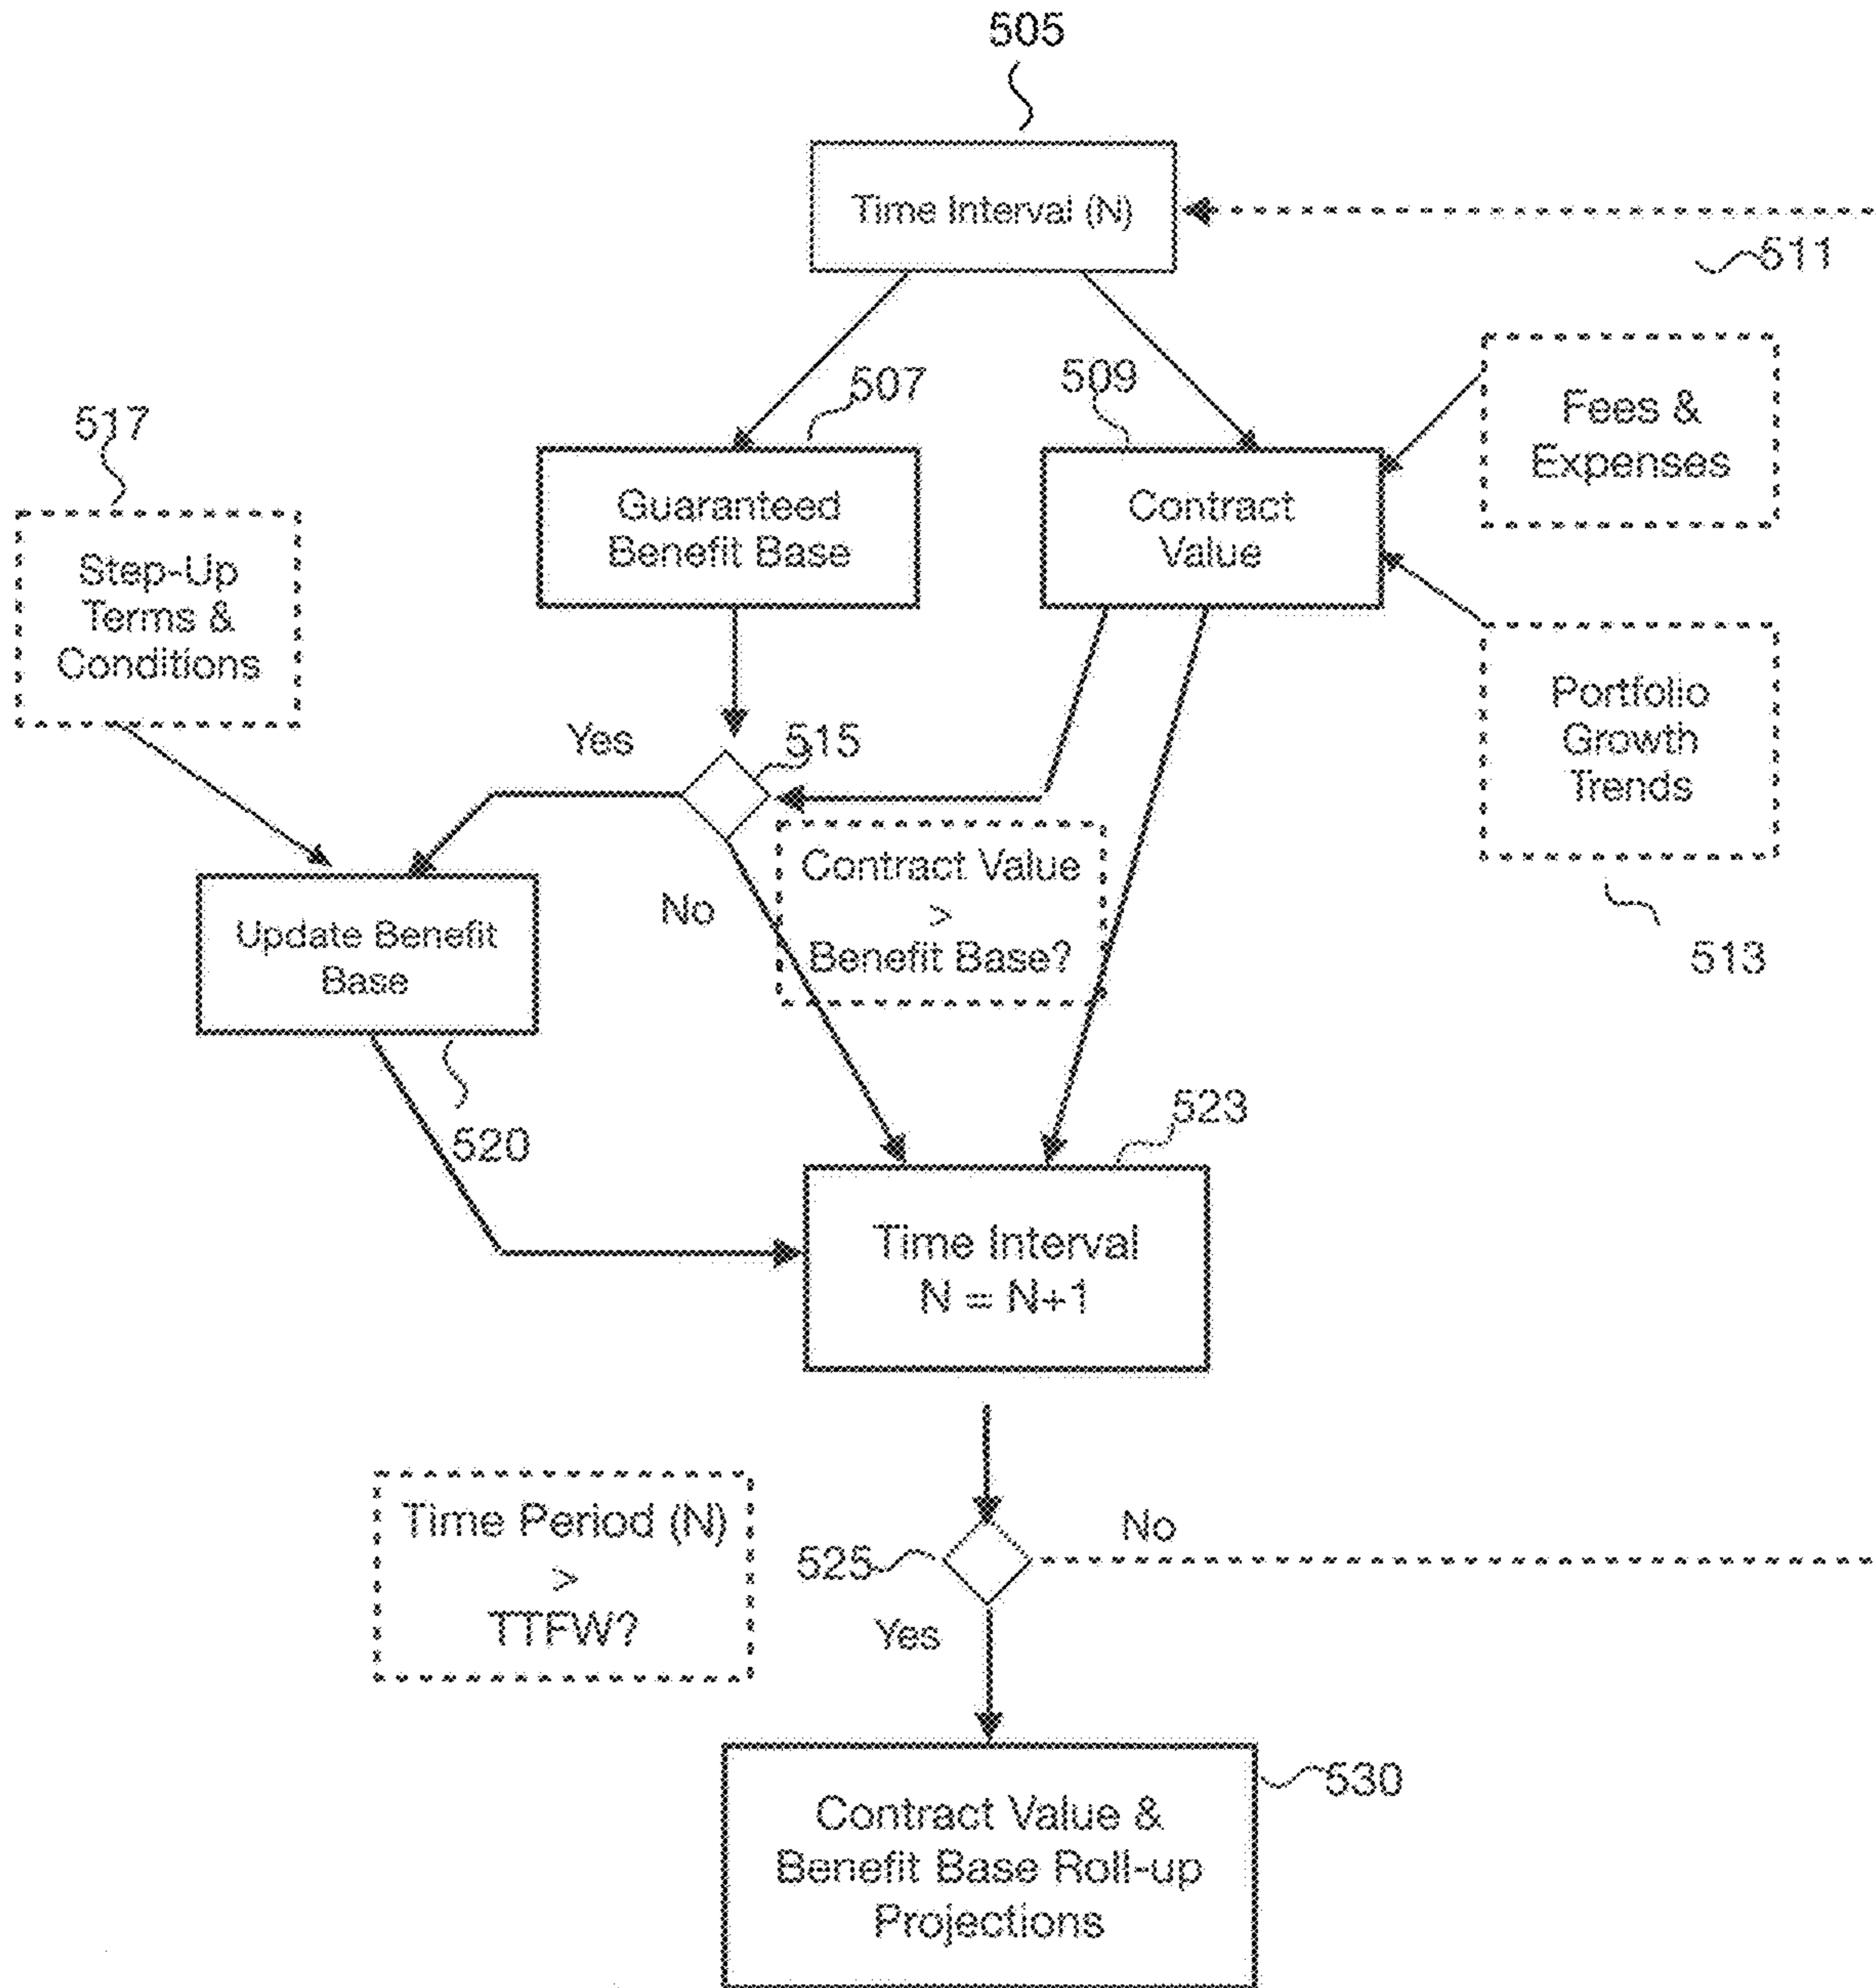 505
Time Interval (N)
511
507
509
Fees &
Expenses
517
Guaranteed
Benefit Base
Contract
Value
Step-Up
Terms &
Conditions
Portfolio
Growth
Trends
Yes
515
Contract Value
>
Benefit Base?
No
Update Benefit
Base
513
520
523
Time Interval
N = N+1
Time Period (N)
>
TTFW?
No
525
Yes
530
Contract Value &
Benefit Base Roll-up
Projections